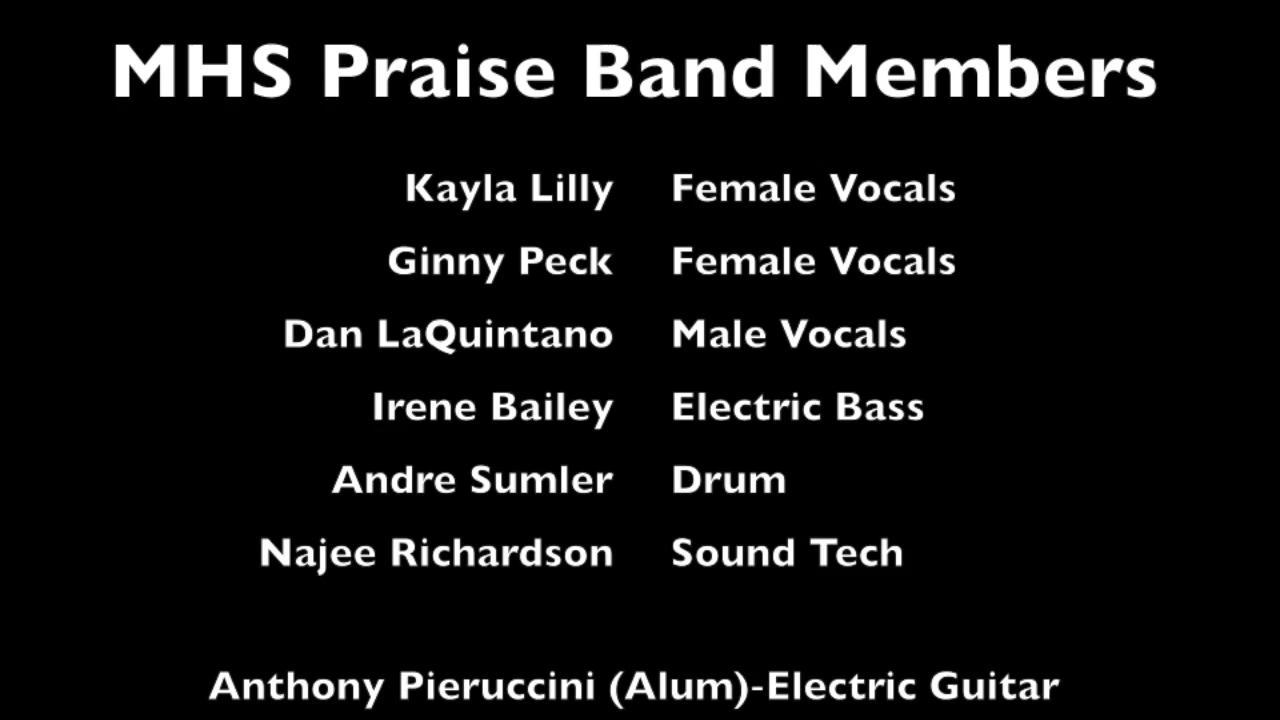 MHS Praise Band Members
Kayla Lilly Female Vocals
Ginny Peck Female Vocals
Dan LaQuintano Male Vocals
Irene Bailey Electric Bass
Andre Sumler Drum
Najee Richardson Sound Tech
Anthony Pieruccini (Alum)-Electric Guitar